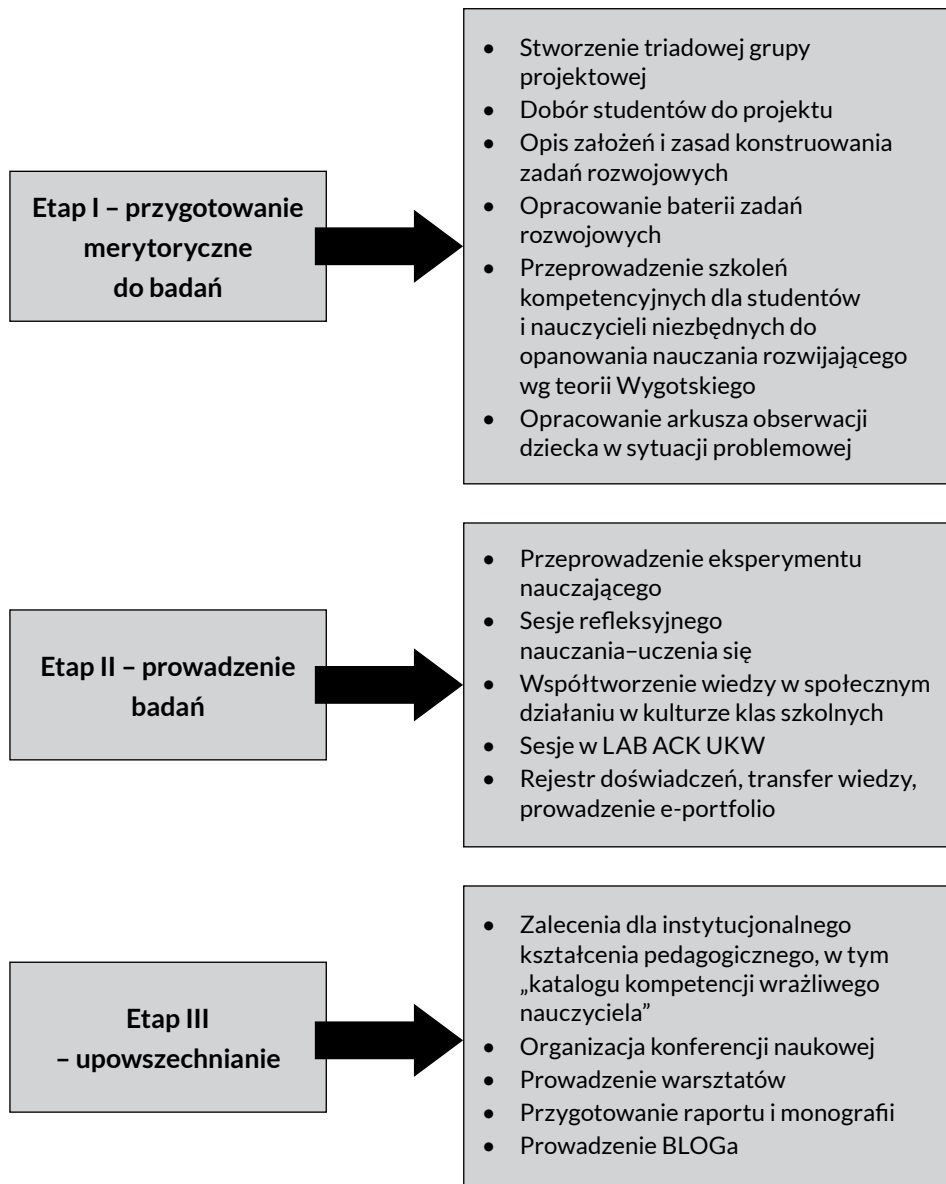 Etap I – przygotowanie
merytoryczne
do badań
• Stworzenie triadowej grupy
projektowej
• Dobór studentów do projektu
• Opis założeń i zasad konstruowania
zadań rozwojowych
• Opracowanie baterii zadań
rozwojowych
• Przeprowadzenie szkoleń
kompetencyjnych dla studentów
i nauczycieli niezbędnych do
opanowania nauczania rozwijającego
wg teorii Wygotskiego
• Opracowanie arkusza obserwacji
dziecka w sytuacji problemowej
Etap II – prowadzenie
badań
• Przeprowadzenie eksperymentu
nauczającego
• Sesje refleksyjnego
nauczania–uczenia się
• Współtworzenie wiedzy w społecznym
działaniu w kulturze klas szkolnych
• Sesje w LAB ACK UKW
• Rejestr doświadczeń, transfer wiedzy,
prowadzenie e-portfolio
Etap III
– upowszechnianie
• Zalecenia dla instytucjonalnego
kształcenia pedagogicznego, w tym
„katalogu kompetencji wrażliwego
nauczyciela”
• Organizacja konferencji naukowej
• Prowadzenie warsztatów
• Przygotowanie raportu i monografii
• Prowadzenie BLOGa